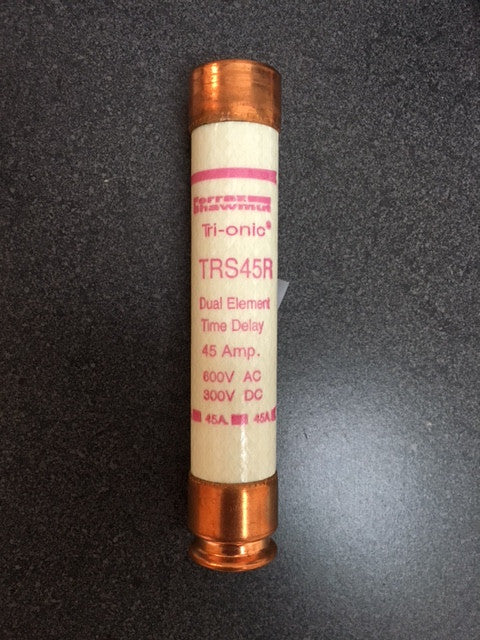 Ferraz
Shawmut
Tri-onic®
TRS45R
Dual Element
Time Delay
45 Amp.
600V AC
300V DC
45A. 45A.